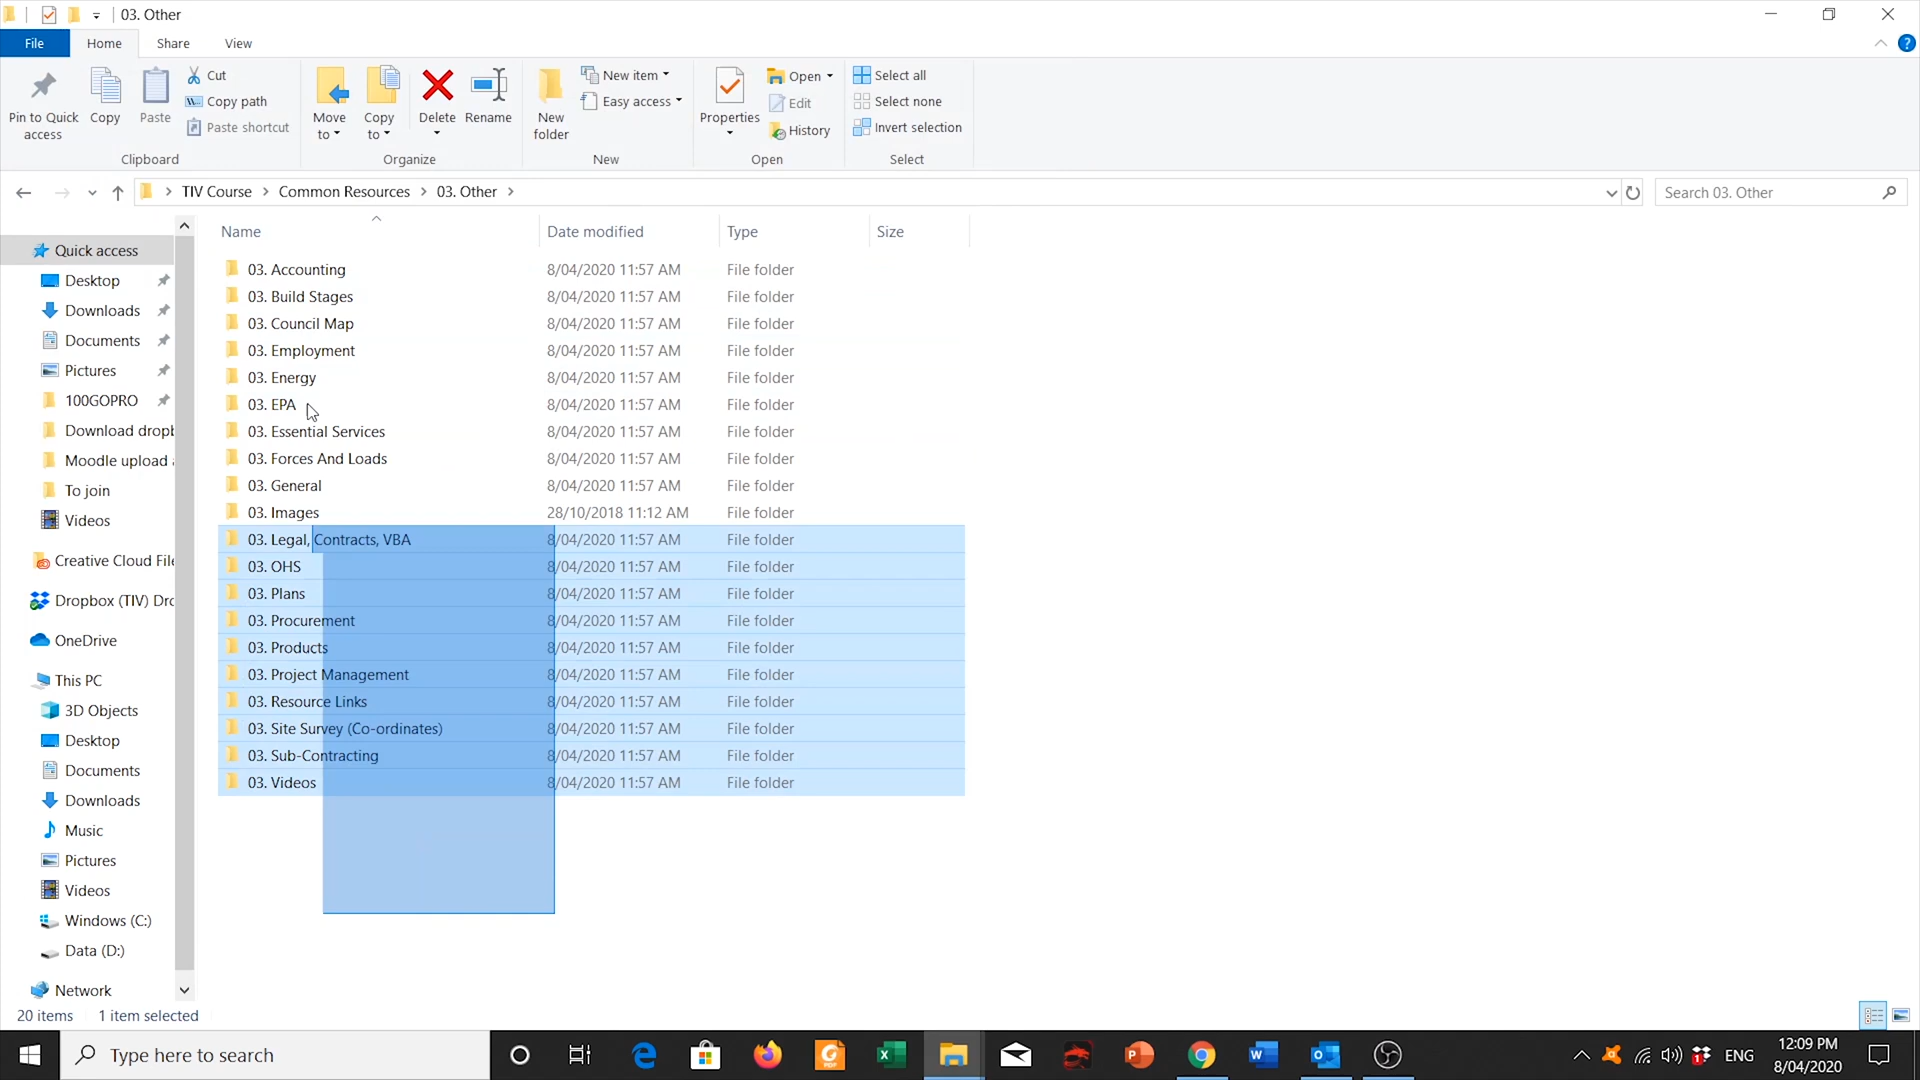 03. Other
File
Home
Share
View
Pin to Quick access
Copy
Paste
Cut
Copy path
Paste shortcut
Clipboard
Move to
Copy to
Delete
Rename
Organize
New folder
New item
Easy access
New
Properties
Open
Edit
History
Open
Select all
Select none
Invert selection
Select
TIV Course > Common Resources > 03. Other >
Search 03. Other
Name
Date modified
Type
Size
03. Accounting 8/04/2020 11:57 AM File folder
03. Build Stages 8/04/2020 11:57 AM File folder
03. Council Map 8/04/2020 11:57 AM File folder
03. Employment 8/04/2020 11:57 AM File folder
03. Energy 8/04/2020 11:57 AM File folder
03. EPA 8/04/2020 11:57 AM File folder
03. Essential Services 8/04/2020 11:57 AM File folder
03. Forces And Loads 8/04/2020 11:57 AM File folder
03. General 8/04/2020 11:57 AM File folder
03. Images 28/10/2018 11:12 AM File folder
03. Legal, Contracts, VBA 8/04/2020 11:57 AM File folder
03. OHS 8/04/2020 11:57 AM File folder
03. Plans 8/04/2020 11:57 AM File folder
03. Procurement 8/04/2020 11:57 AM File folder
03. Products 8/04/2020 11:57 AM File folder
03. Project Management 8/04/2020 11:57 AM File folder
03. Resource Links 8/04/2020 11:57 AM File folder
03. Site Survey (Co-ordinates) 8/04/2020 11:57 AM File folder
03. Sub-Contracting 8/04/2020 11:57 AM File folder
03. Videos 8/04/2020 11:57 AM File folder
Quick access
Desktop
Downloads
Documents
Pictures
100GOPRO
Download dropb
Moodle upload a
To join
Videos
Creative Cloud File
Dropbox (TIV) Dro
OneDrive
This PC
3D Objects
Desktop
Documents
Downloads
Music
Pictures
Videos
Windows (C:)
Data (D:)
Network
20 items 1 item selected
Type here to search
ENG
12:09 PM
8/04/2020